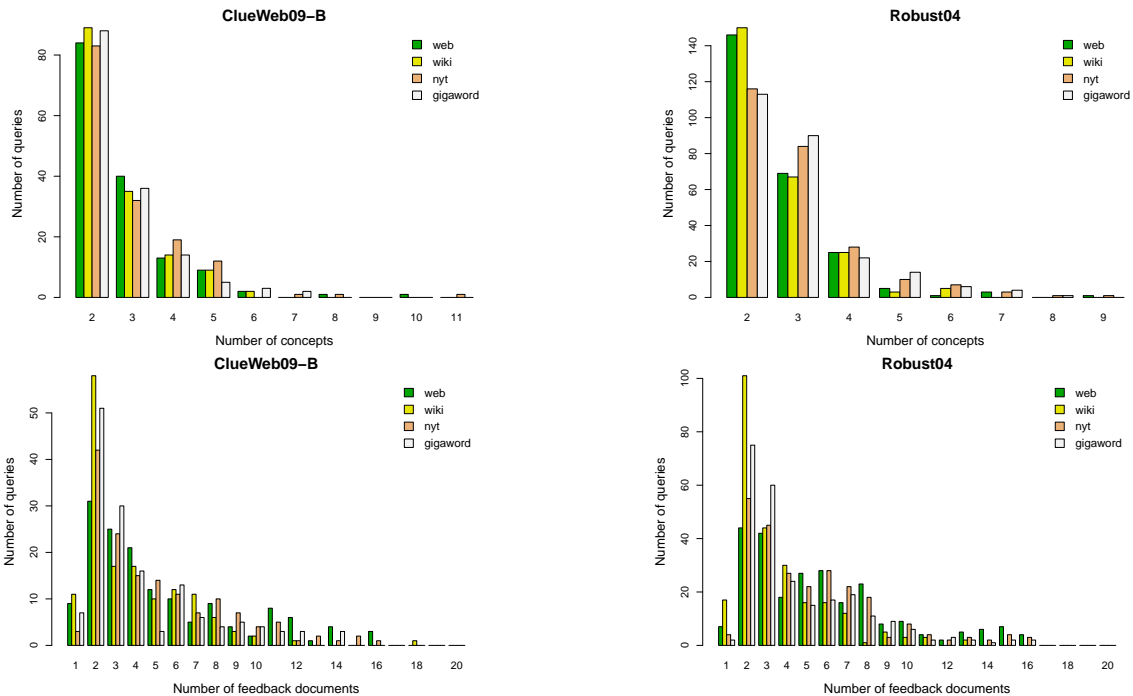 ClueWeb09−B
Number of queries
0 20 40 60 80
web
wiki
nyt
gigaword
2 3 4 5 6 7 8 9 10 11
Number of concepts
Robust04
Number of queries
0 20 40 60 80 100 120 140
web
wiki
nyt
gigaword
2 3 4 5 6 7 8 9
Number of concepts
ClueWeb09−B
Number of queries
0 10 20 30 40 50
web
wiki
nyt
gigaword
1 2 3 4 5 6 7 8 9 10 12 14 16 18 20
Number of feedback documents
Robust04
Number of queries
0 20 40 60 80 100
web
wiki
nyt
gigaword
1 2 3 4 5 6 7 8 9 10 12 14 16 18 20
Number of feedback documents